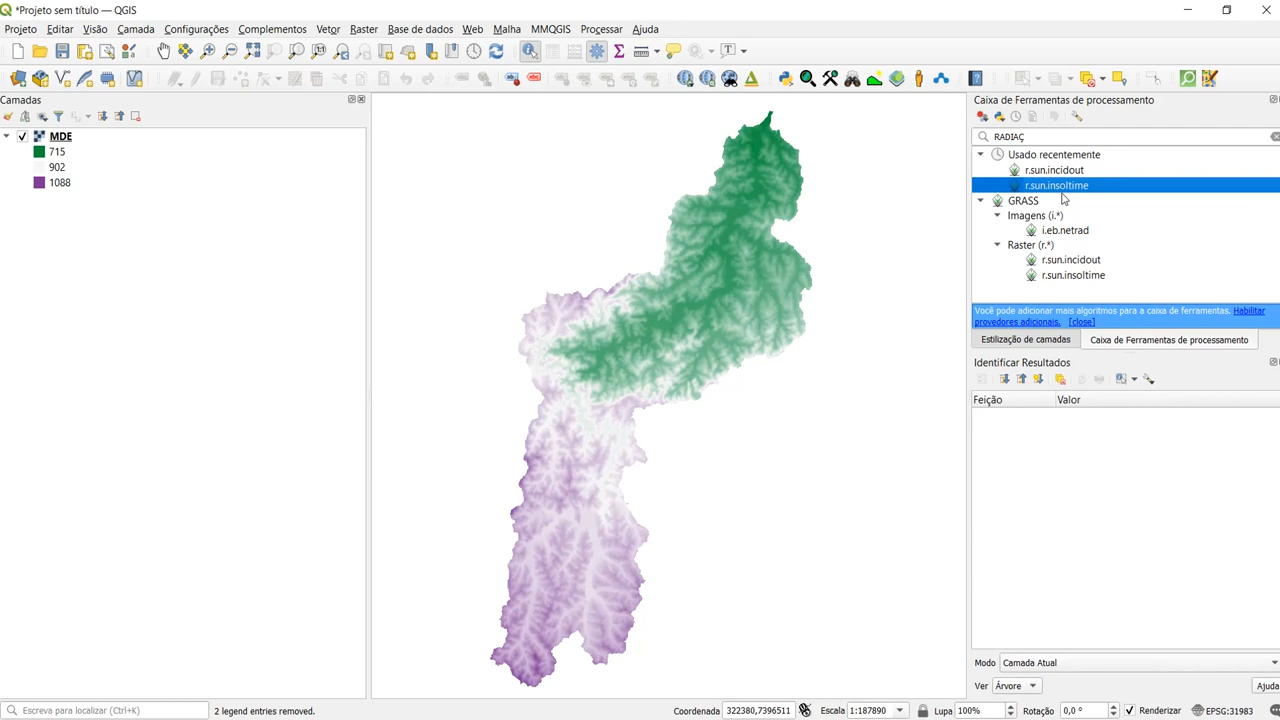 *Projeto sem título — QGIS
Projeto Editar Visão Camada Configurações Complementos Vetor Raster Base de dados Web Malha MMQGIS Processar Ajuda
Camadas
MDE
715
902
1088
Caixa de Ferramentas de processamento
RADIAÇ
Usado recentemente
r.sun.incidout
r.sun.insoltime
GRASS
Imagens (i.*)
i.eb.netrad
Raster (r.*)
r.sun.incidout
r.sun.insoltime
Você pode adicionar mais algoritmos para a caixa de ferramentas. Habilitar
provedores adicionais. [close]
Estilização de camadas Caixa de Ferramentas de processamento
Identificar Resultados
Feição Valor
Modo Camada Atual
Ver Árvore Ajuda
Escreva para localizar (Ctrl+K) 2 legend entries removed. Coordenada 322380,7396511 Escala 1:187890 Lupa 100% Rotação 0,0 ° Renderizar EPSG:31983